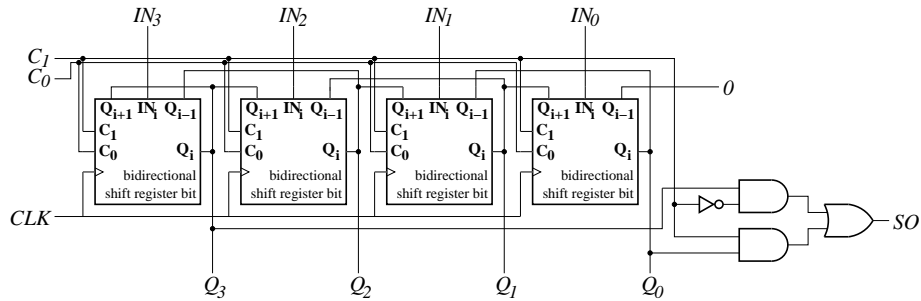 IN3 IN2 IN1 IN0
C1
C0
0
Qi+1 INi Qi-1
C1
C0 Qi
bidirectional
shift register bit
Qi+1 INi Qi-1
C1
C0 Qi
bidirectional
shift register bit
Qi+1 INi Qi-1
C1
C0 Qi
bidirectional
shift register bit
Qi+1 INi Qi-1
C1
C0 Qi
bidirectional
shift register bit
CLK
SO
Q3 Q2 Q1 Q0